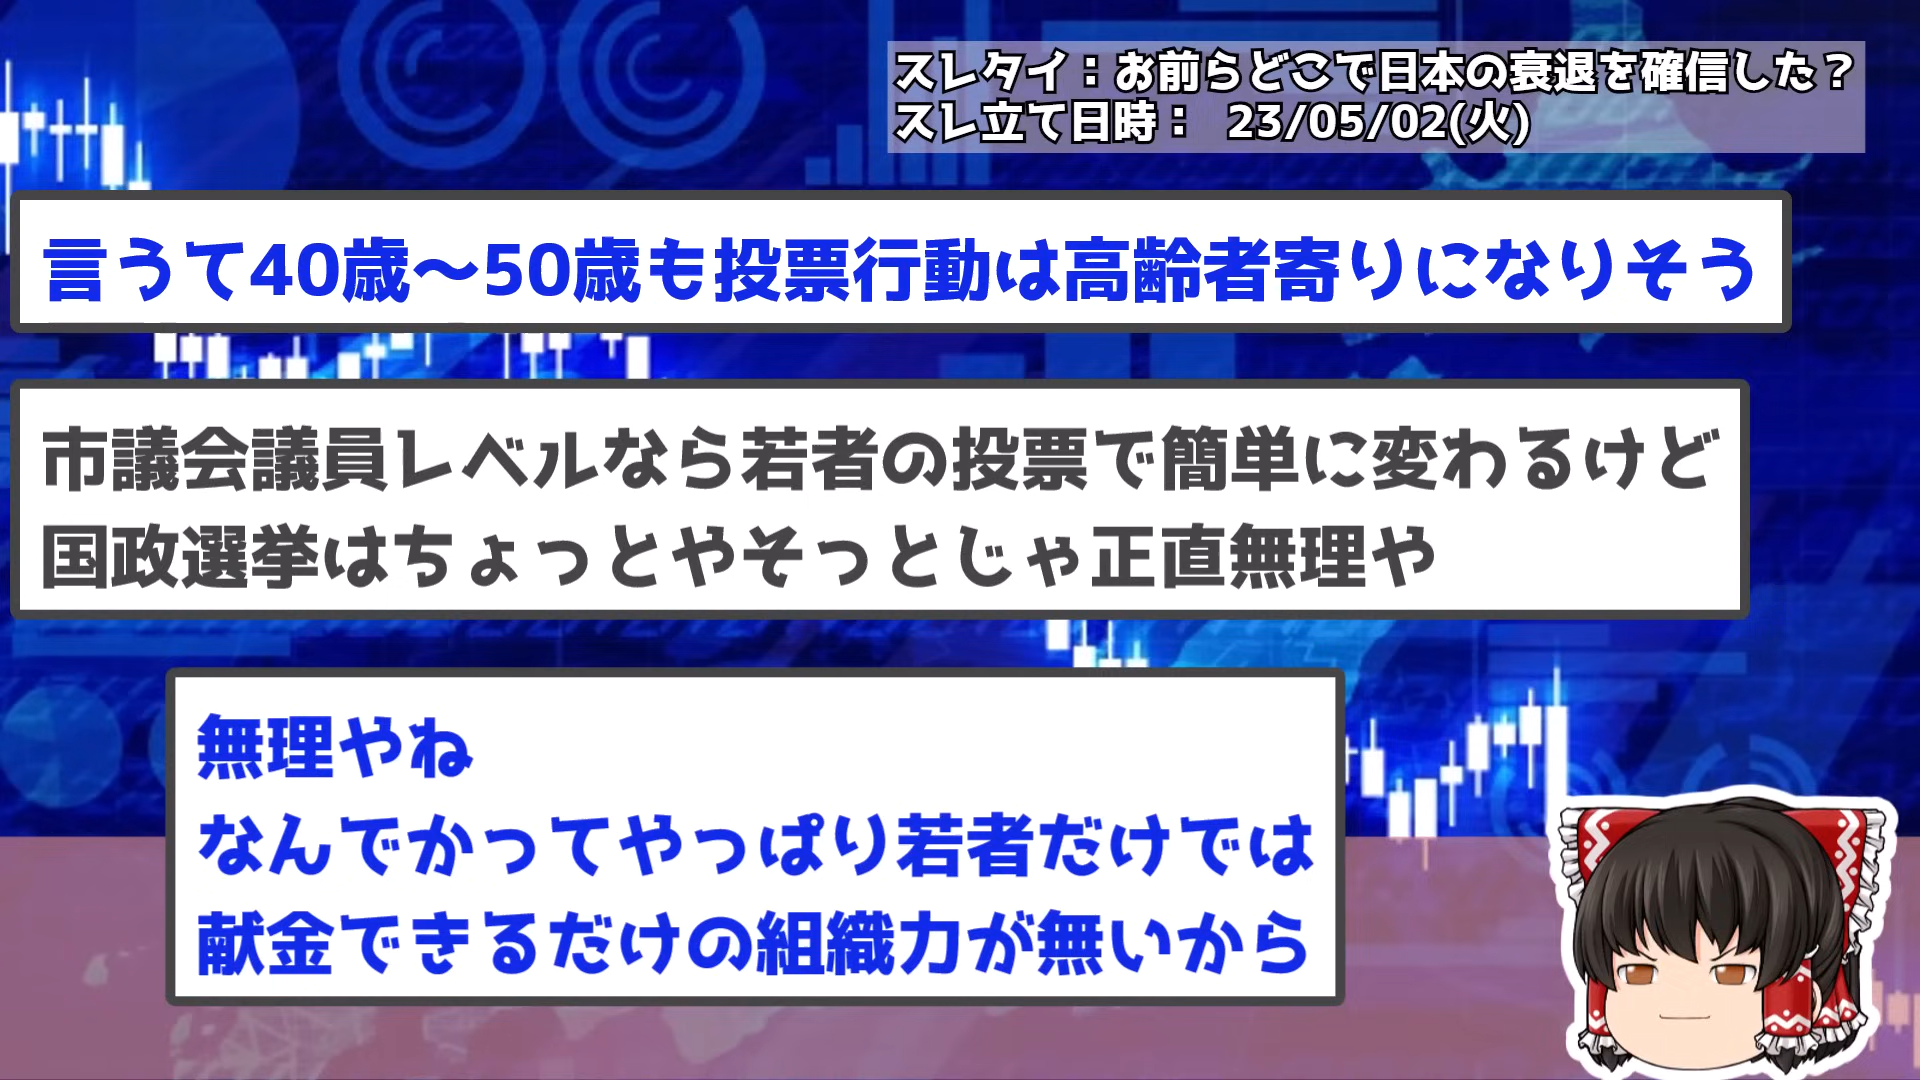 スレタイ：お前らどこで日本の衰退を確信した？
スレ立て日時： 23/05/02(火)
言うて40歳～50歳も投票行動は高齢者寄りになりそう
市議会議員レベルなら若者の投票で簡単に変わるけど
国政選挙はちょっとやそっとじゃ正直無理や
無理やね
なんでかってやっぱり若者だけでは
献金できるだけの組織力が無いから